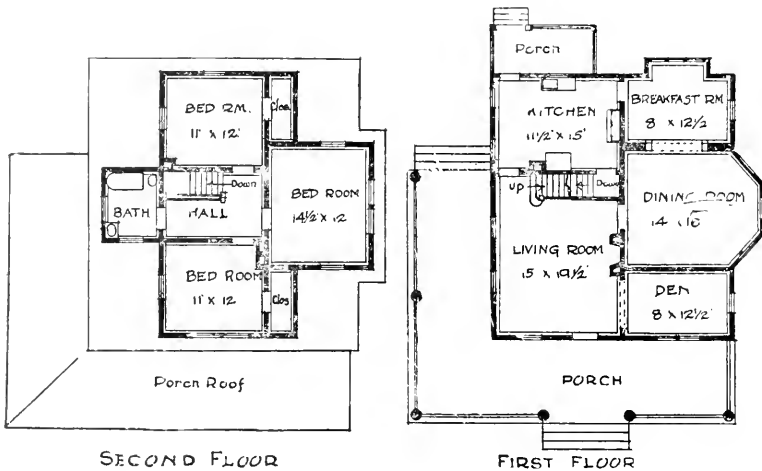 BED RM.
11' X 12'
Clos.
BATH
Down
HALL
BED ROOM
14½' X 12
BED ROOM
11' X 12
Clos
Porch Roof
SECOND FLOOR
Porch
KITCHEN
11½' X 15'
BREAKFAST RM
8 X 12½
UP
Down
DINING ROOM
14 X 16
LIVING ROOM
15 X 19½'
DEN
8 X 12½'
PORCH
FIRST FLOOR